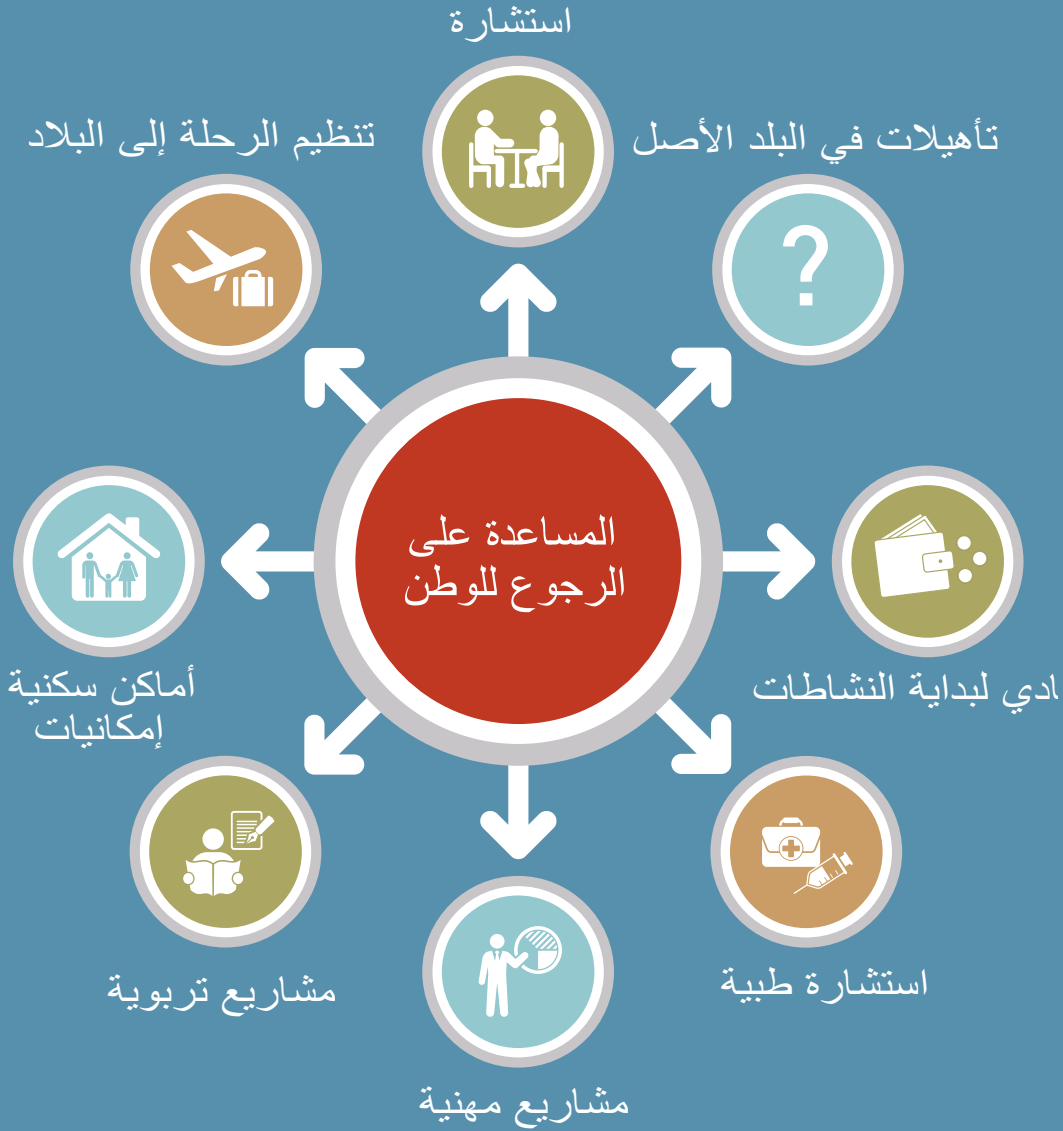 استشارة
تأهيلات في البلد الأصل
تنظيم الرحلة إلى البلاد
?
المساعدة على
الرجوع للوطن
لبداية النشاطات
أماكن سكنية
إمكانيات
استشارة طبية
مشاريع تربوية
مشاريع مهنية